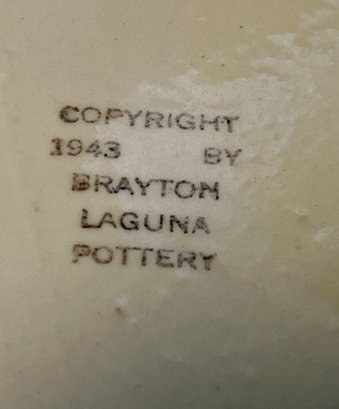 COPYRIGHT
1943 BY
BRAYTON
LAGUNA
POTTERY